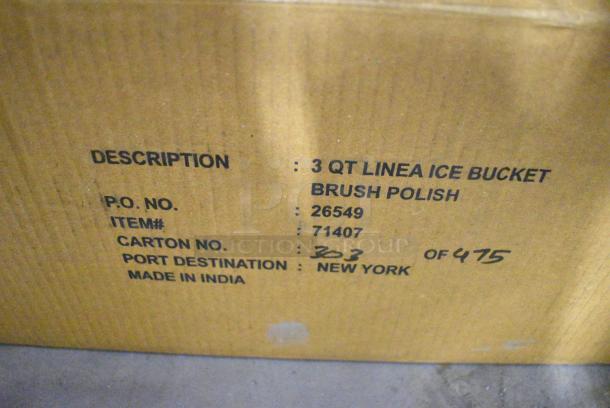 DESCRIPTION : 3 QT LINEA ICE BUCKET
BRUSH POLISH
P.O. NO. : 26549
ITEM# : 71407
CARTON NO. : 303 OF 475
PORT DESTINATION : NEW YORK
MADE IN INDIA